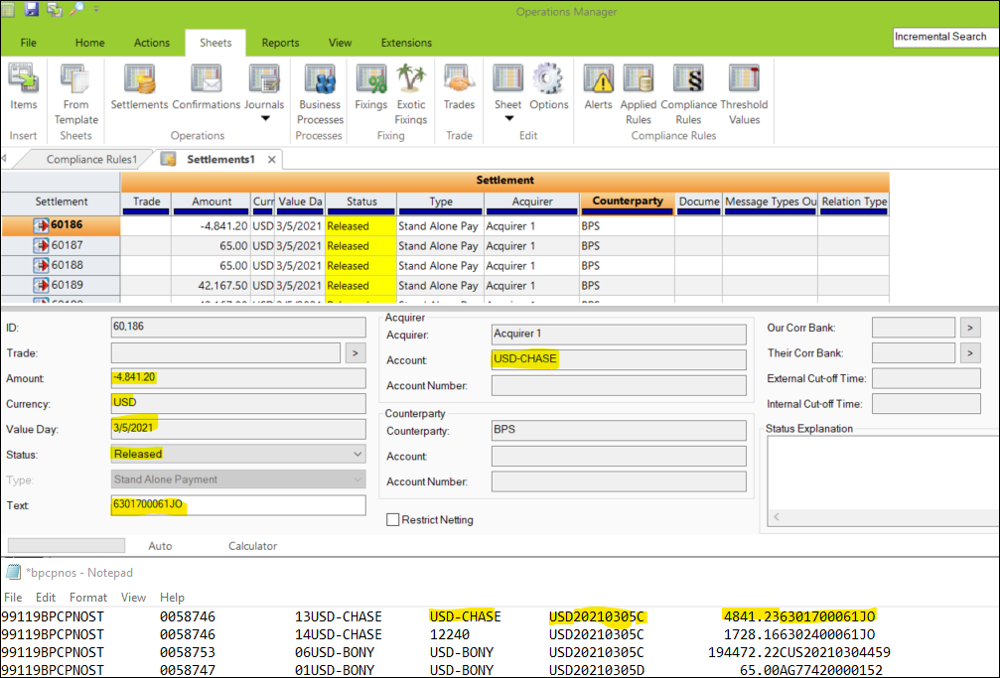 Operations Manager
File Home Actions Sheets Reports View Extensions
Incremental Search
Items From Template Settlements Confirmations Journals Business Processes Fixings Exotic Fixings Trades Sheet Options Alerts Applied Rules Compliance Rules Threshold Values
Insert Sheets Operations Processes Fixing Trade Edit Compliance Rules
Compliance Rules1 Settlements1
Settlement
Settlement Trade Amount Curr Value Da Status Type Acquirer Counterparty Docume Message Types Ou Relation Type
60186 -4,841.20 USD 3/5/2021 Released Stand Alone Pay Acquirer 1 BPS
60187 65.00 USD 3/5/2021 Released Stand Alone Pay Acquirer 1 BPS
60188 65.00 USD 3/5/2021 Released Stand Alone Pay Acquirer 1 BPS
60189 42,167.50 USD 3/5/2021 Released Stand Alone Pay Acquirer 1 BPS
ID: 60,186
Trade: >
Amount: -4,841.20
Currency: USD
Value Day: 3/5/2021
Status: Released
Type: Stand Alone Payment
Text: 6301700061JO
Acquirer
Acquirer: Acquirer 1
Account: USD-CHASE
Account Number:
Counterparty
Counterparty: BPS
Account:
Account Number:
Restrict Netting
Our Corr Bank: >
Their Corr Bank: >
External Cut-off Time:
Internal Cut-off Time:
Status Explanation
Auto Calculator
*bpcpnos - Notepad
File Edit Format View Help
99119BPCPNOST 0058746 13USD-CHASE USD-CHASE USD20210305C 4841.236301700061JO
99119BPCPNOST 0058746 14USD-CHASE 12240 USD20210305C 1728.166302400061JO
99119BPCPNOST 0058753 06USD-BONY USD-BONY USD20210305C 194472.22CUS20210304459
99119BPCPNOST 0058747 01USD-BONY USD-BONY USD20210305D 65.00AG77420000152